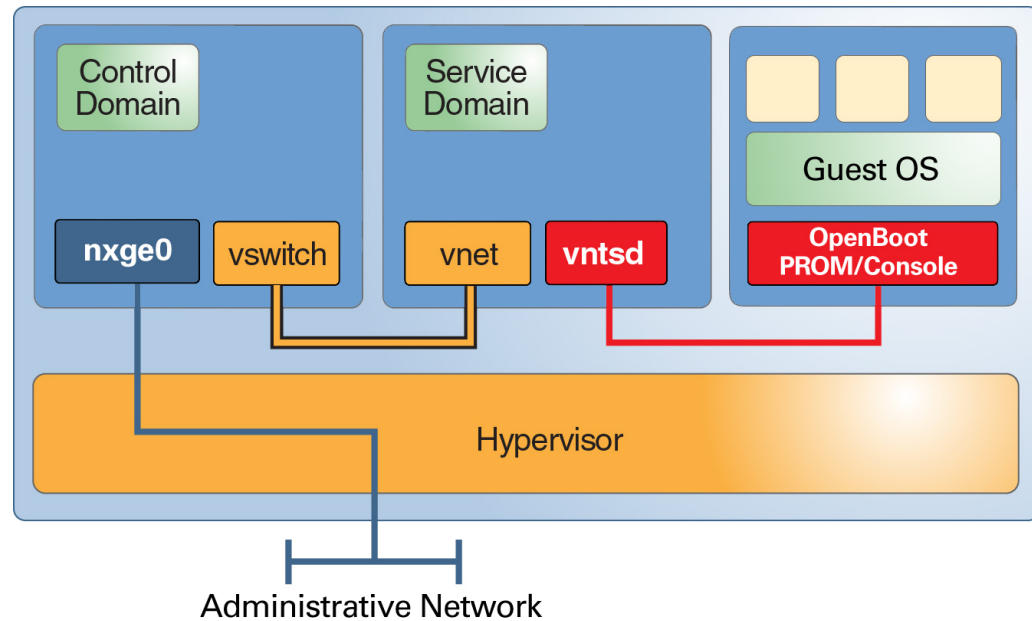 Control
Domain
Service
Domain
Guest OS
nxge0
vswitch
vnet
vntsd
OpenBoot
PROM/Console
Hypervisor
Administrative Network